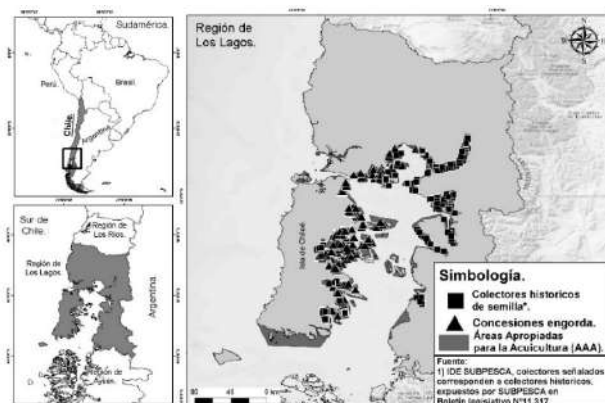 Sudamérica.
Perú.
Brasil.
Chile.
Argentina
Sur de
Chile.
Región de
Los Ríos.
Región de
Los Lagos.
Argentina
Región de
Aysén.
Región de
Los Lagos.
Isla de Chiloé.
Simbología.
Colectores historicos
de semilla*.
Concesiones engorda.
Áreas Apropiadas
para la Acuicultura (AAA).
Fuente:
1] IDE SUBPESCA, colectores señalados
corresponden a colectores historicos,
expuestos por SUBPESCA en
Boletin legislativo N°11.317